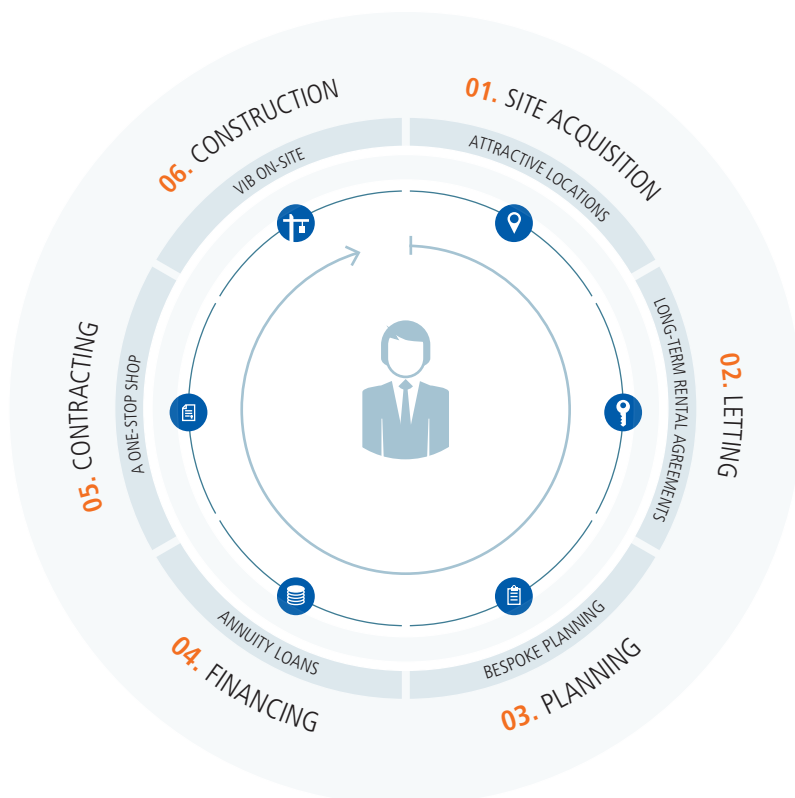 01. SITE ACQUISITION
ATTRACTIVE LOCATIONS
02. LETTING
LONG-TERM RENTAL AGREEMENTS
03. PLANNING
BESPOKE PLANNING
04. FINANCING
ANNUITY LOANS
05. CONTRACTING
A ONE-STOP SHOP
06. CONSTRUCTION
VIB ON-SITE